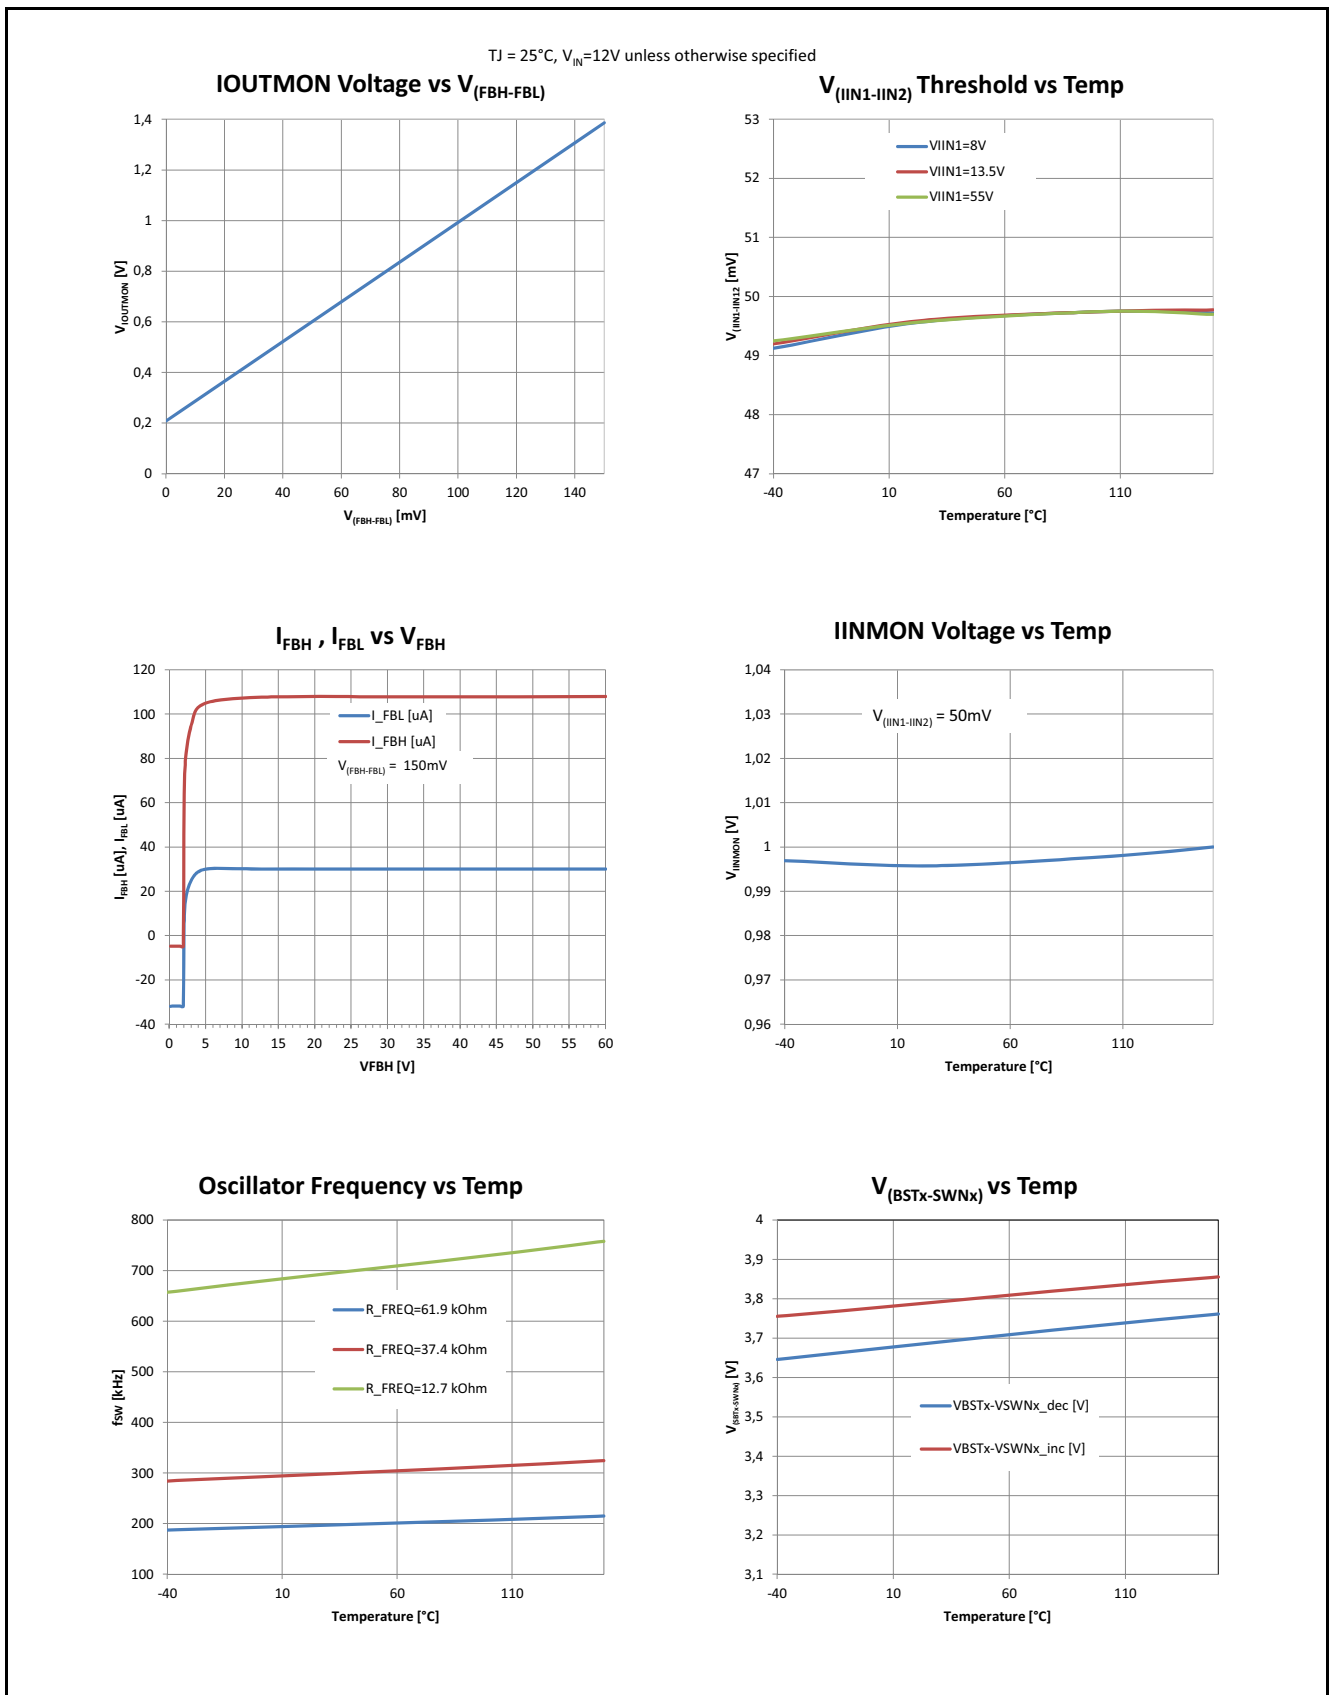 TJ = 25°C, VIN=12V unless otherwise specified
IOUTMON Voltage vs V(FBH-FBL)
1,4
1,2
1
0,8
0,6
0,4
0,2
0
VIOUTMON [V]
0 20 40 60 80 100 120 140
V(FBH-FBL) [mV]
V(IIN1-IIN2) Threshold vs Temp
53
52
51
50
49
48
47
V(IIN1-IIN12 [mV]
VIIN1=8V
VIIN1=13.5V
VIIN1=55V
-40 10 60 110
Temperature [°C]
IFBH , IFBL vs VFBH
120
100
80
60
40
20
0
-20
-40
IFBH [uA], IFBL [uA]
I_FBL [uA]
I_FBH [uA]
V(FBH-FBL) = 150mV
0 5 10 15 20 25 30 35 40 45 50 55 60
VFBH [V]
IINMON Voltage vs Temp
1,04
1,03
1,02
1,01
1
0,99
0,98
0,97
0,96
VIINMON [V]
V(IIN1-IIN2) = 50mV
-40 10 60 110
Temperature [°C]
Oscillator Frequency vs Temp
800
700
600
500
400
300
200
100
fsw [kHz]
R_FREQ=61.9 kOhm
R_FREQ=37.4 kOhm
R_FREQ=12.7 kOhm
-40 10 60 110
Temperature [°C]
V(BSTx-SWNx) vs Temp
4
3,9
3,8
3,7
3,6
3,5
3,4
3,3
3,2
3,1
V(SBTx-SWNx) [V]
VBSTx-VSWNx_dec [V]
VBSTx-VSWNx_inc [V]
-40 10 60 110
Temperature [°C]